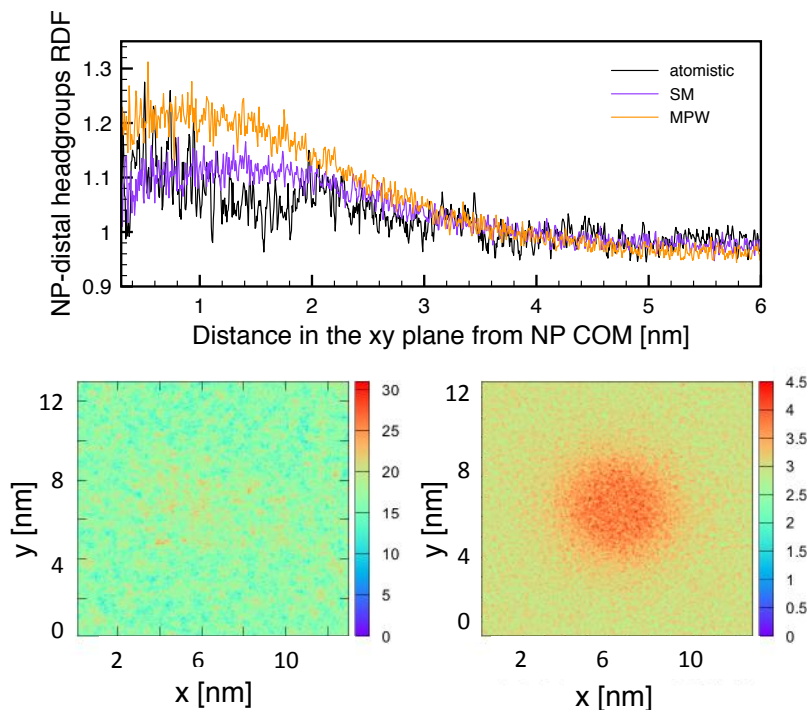 NP-distal headgroups RDF
1.3
1.2
1.1
1
0.9
atomistic
SM
MPW
1 2 3 4 5 6
Distance in the xy plane from NP COM [nm]
y [nm]
12
8
4
0
2 6 10
x [nm]
30
25
20
15
10
5
0
y [nm]
12
8
4
0
2 6 10
x [nm]
4.5
4
3.5
3
2.5
2
1.5
1
0.5
0